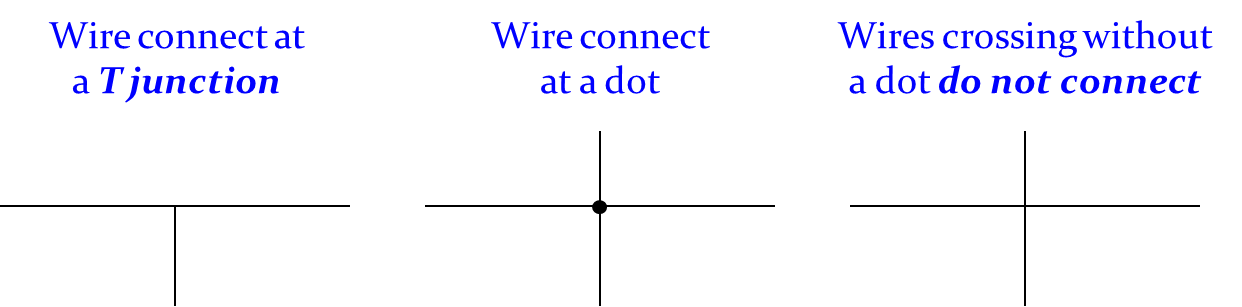 Wire connect at
a T junction
Wire connect
at a dot
Wires crossing without
a dot do not connect